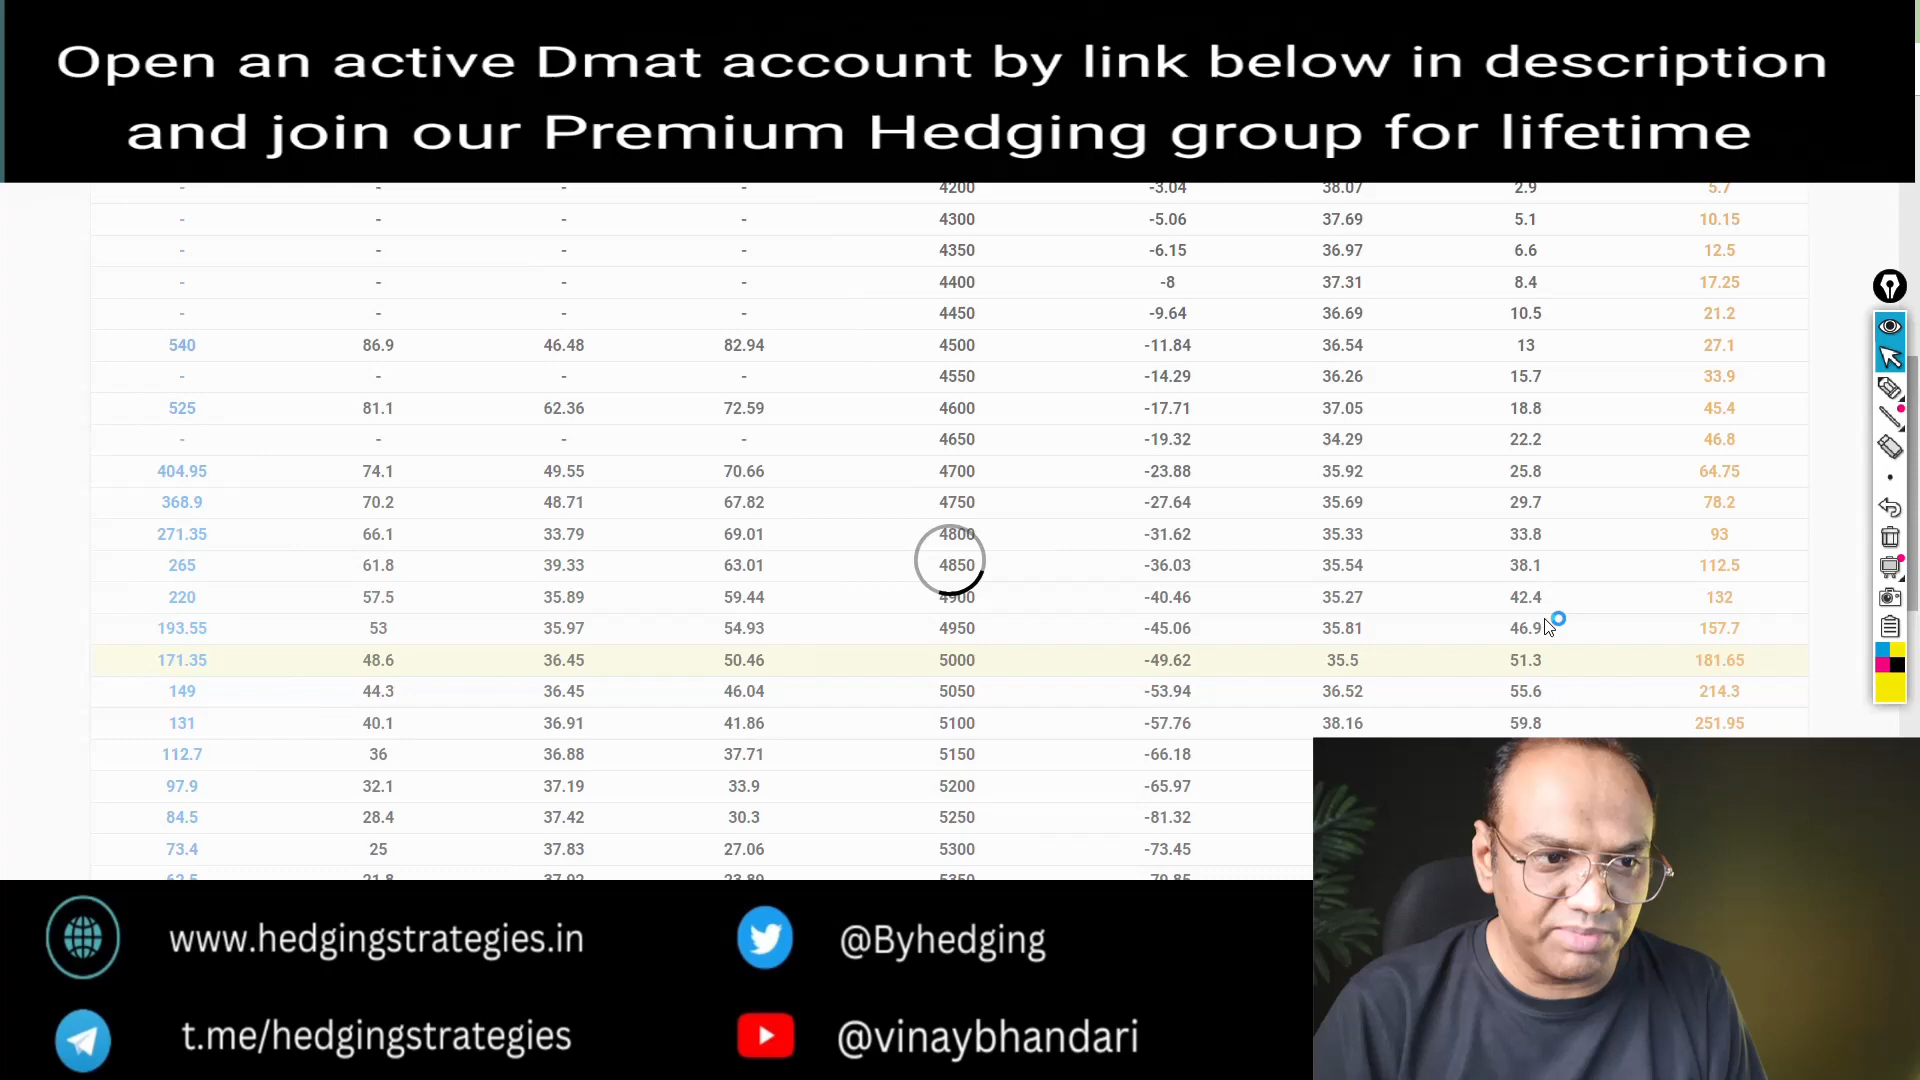 Open an active Dmat account by link below in description
and join our Premium Hedging group for lifetime
- - - - 4200 -3.04 38.07 2.9 5.7
- - - - 4300 -5.06 37.69 5.1 10.15
- - - - 4350 -6.15 36.97 6.6 12.5
- - - - 4400 -8 37.31 8.4 17.25
- - - - 4450 -9.64 36.69 10.5 21.2
540 86.9 46.48 82.94 4500 -11.84 36.54 13 27.1
- - - - 4550 -14.29 36.26 15.7 33.9
525 81.1 62.36 72.59 4600 -17.71 37.05 18.8 45.4
- - - - 4650 -19.32 34.29 22.2 46.8
404.95 74.1 49.55 70.66 4700 -23.88 35.92 25.8 64.75
368.9 70.2 48.71 67.82 4750 -27.64 35.69 29.7 78.2
271.35 66.1 33.79 69.01 4800 -31.62 35.33 33.8 93
265 61.8 39.33 63.01 4850 -36.03 35.54 38.1 112.5
220 57.5 35.89 59.44 4900 -40.46 35.27 42.4 132
193.55 53 35.97 54.93 4950 -45.06 35.81 46.9 157.7
171.35 48.6 36.45 50.46 5000 -49.62 35.5 51.3 181.65
149 44.3 36.45 46.04 5050 -53.94 36.52 55.6 214.3
131 40.1 36.91 41.86 5100 -57.76 38.16 59.8 251.95
112.7 36 36.88 37.71 5150 -66.18
97.9 32.1 37.19 33.9 5200 -65.97
84.5 28.4 37.42 30.3 5250 -81.32
73.4 25 37.83 27.06 5300 -73.45
www.hedgingstrategies.in @Byhedging
t.me/hedgingstrategies @vinaybhandari